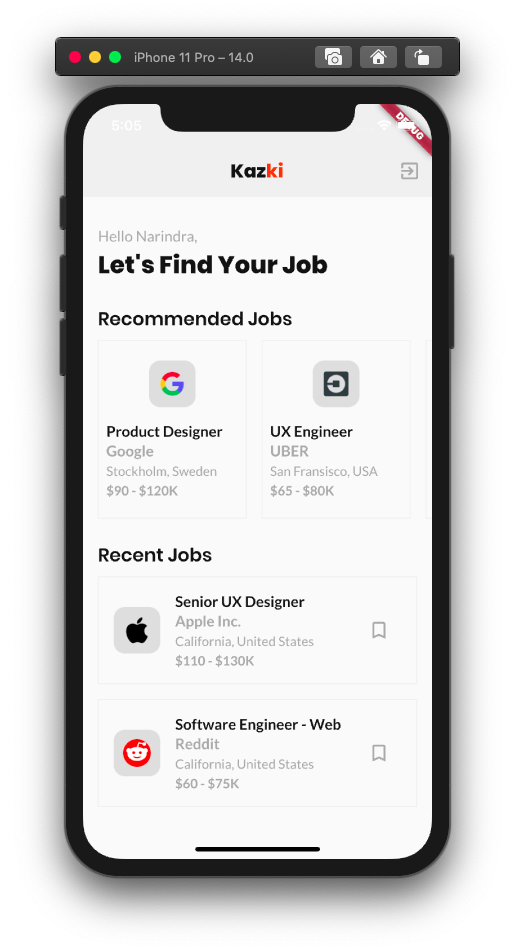 iPhone 11 Pro – 14.0
5:05
DEBUG
Kazki
Hello Narindra,
Let's Find Your Job
Recommended Jobs
Product Designer
Google
Stockholm, Sweden
$90 - $120K
UX Engineer
UBER
San Fransisco, USA
$65 - $80K
Recent Jobs
Senior UX Designer
Apple Inc.
California, United States
$110 - $130K
Software Engineer - Web
Reddit
California, United States
$60 - $75K